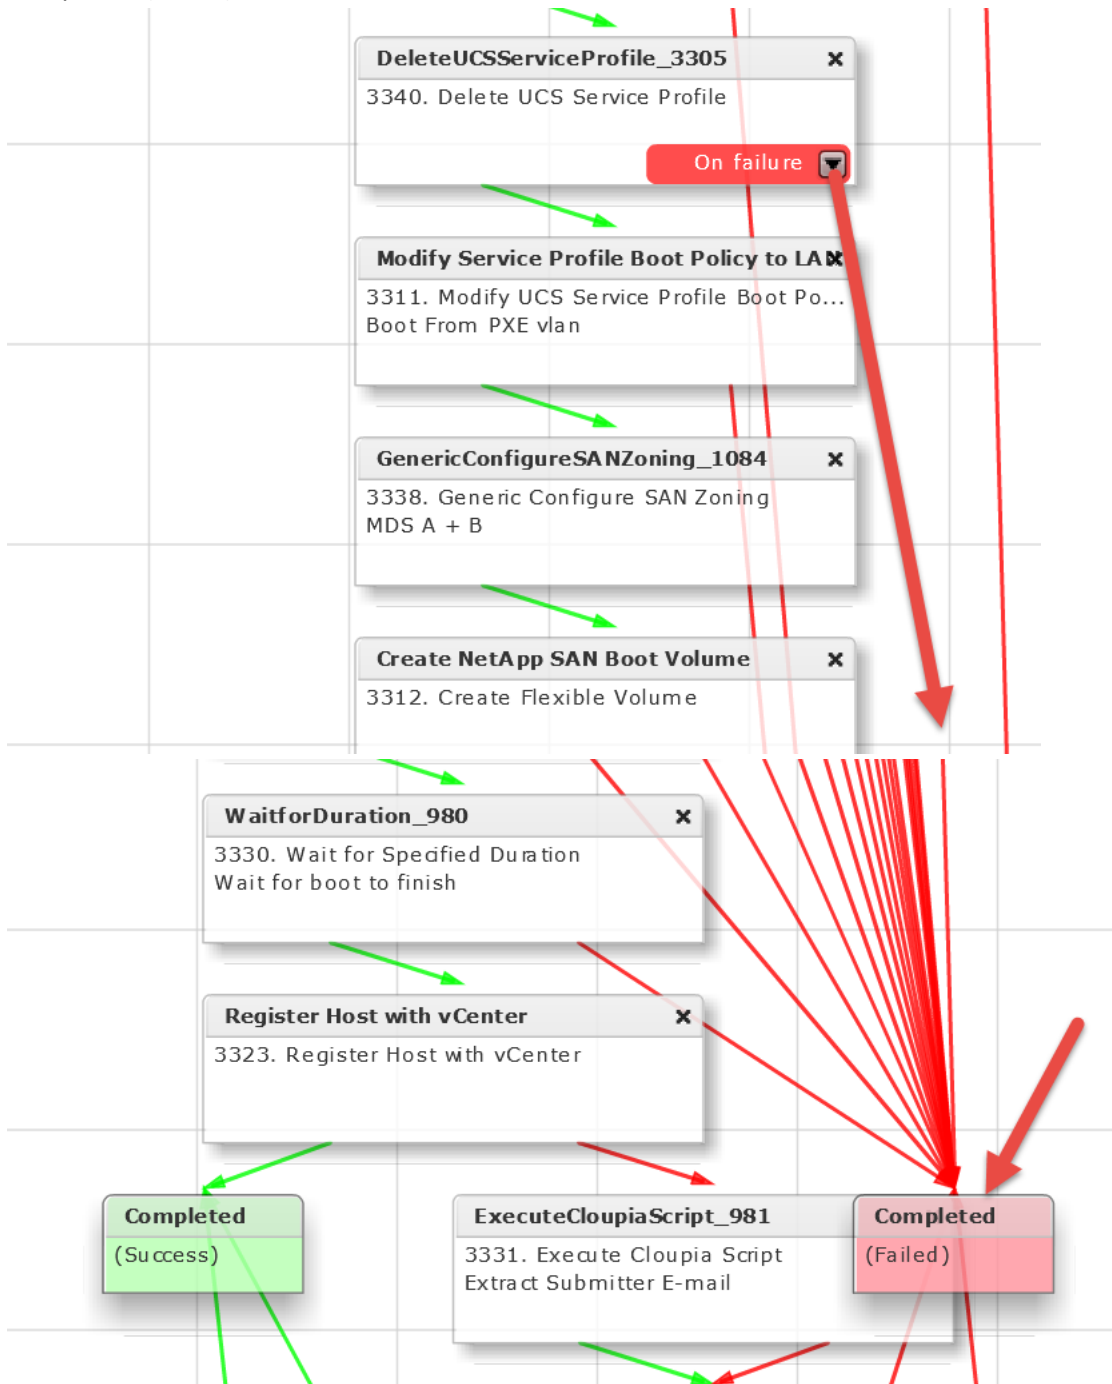 DeleteUCSServiceProfile_3305
3340. Delete UCS Service Profile
On failure
Modify Service Profile Boot Policy to LA
3311. Modify UCS Service Profile Boot Po...
Boot From PXE vlan
GenericConfigureSANZoning_1084
3338. Generic Configure SAN Zoning
MDS A + B
Create NetApp SAN Boot Volume
3312. Create Flexible Volume
WaitforDuration_980
3330. Wait for Specified Duration
Wait for boot to finish
Register Host with vCenter
3323. Register Host with vCenter
Completed
(Success)
ExecuteCloupiaScript_981
3331. Execute Cloupia Script
Extract Submitter E-mail
Completed
(Failed)